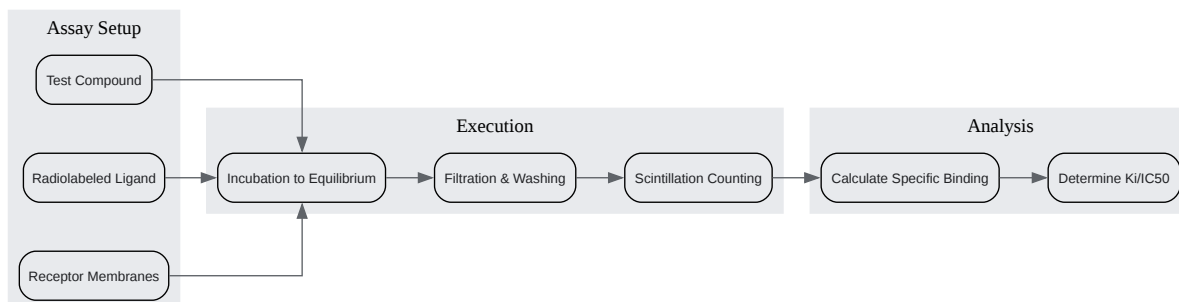 Assay Setup
Test Compound
Radiolabeled Ligand
Receptor Membranes
Execution
Incubation to Equilibrium
Filtration & Washing
Scintillation Counting
Analysis
Calculate Specific Binding
Determine Ki/IC50